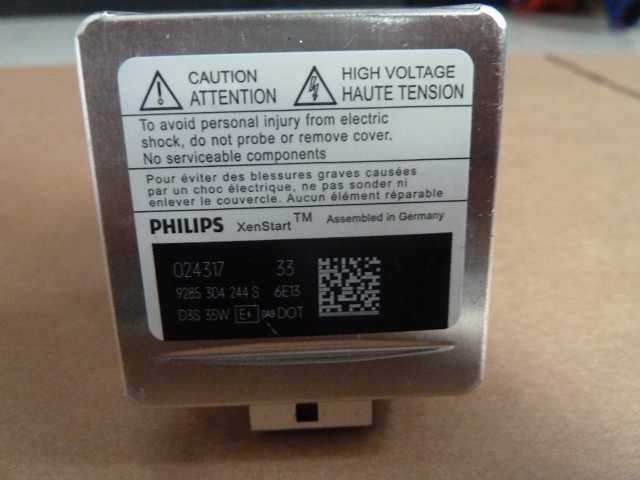 CAUTION
ATTENTION
HIGH VOLTAGE
HAUTE TENSION
To avoid personal injury from electric
shock, do not probe or remove cover.
No serviceable components
Pour éviter des blessures graves causées
par un choc électrique, ne pas sonder ni
enlever le couvercle. Aucun élément réparable
PHILIPS XenStart™ Assembled in Germany
024317 33
9285 304 244 S 6E13
D3S 35W E4 DOT